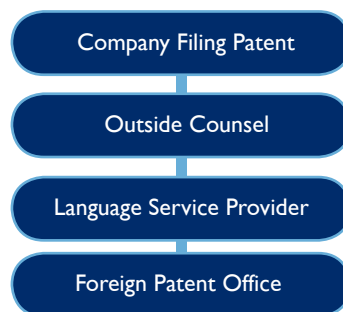 Company Filing Patent
Outside Counsel
Language Service Provider
Foreign Patent Office